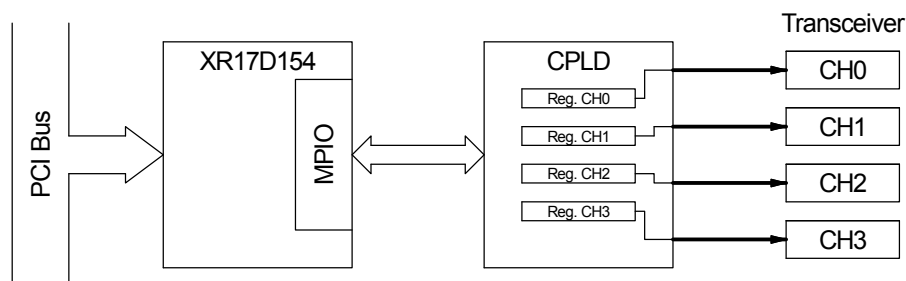 Transceiver
XR17D154
CPLD
CH0
Reg. CH0
CH1
Reg. CH1
PCI Bus
MPIO
Reg. CH2
CH2
Reg. CH3
CH3